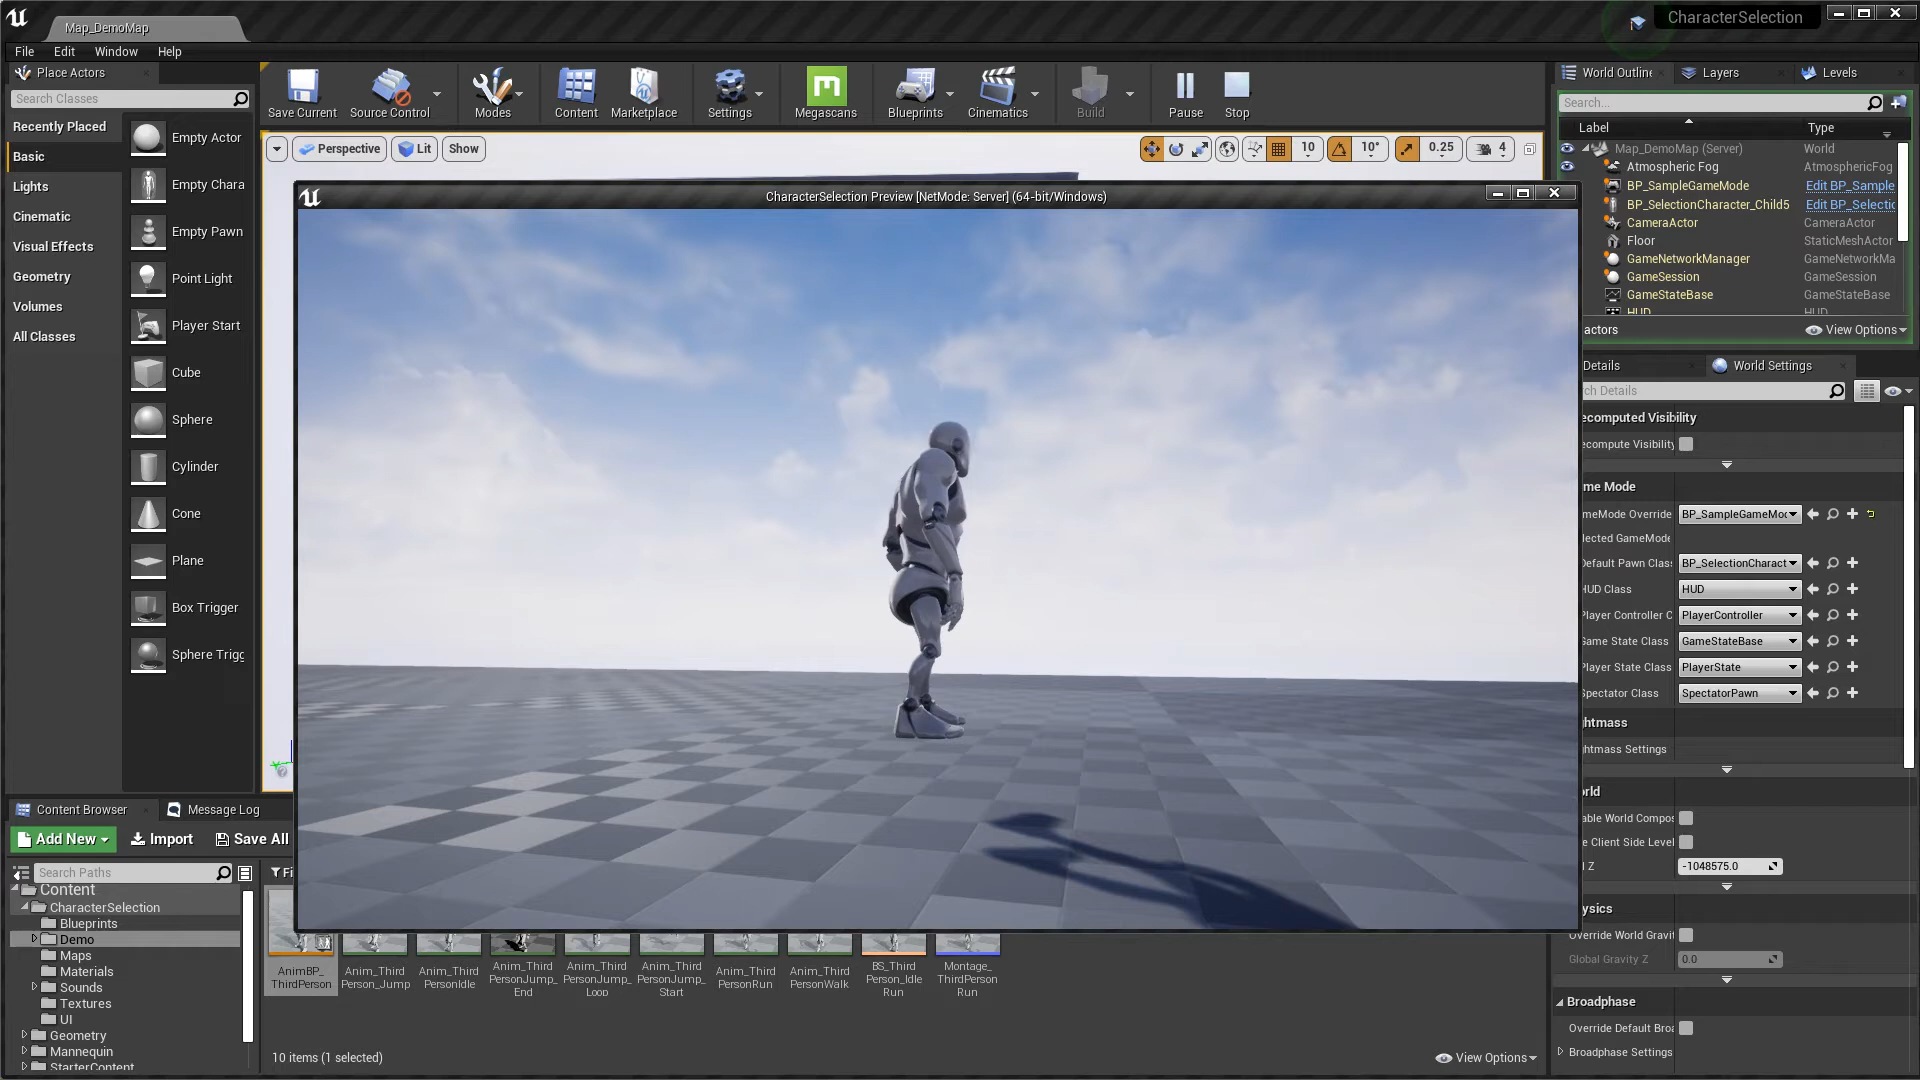 Map_DemoMap
CharacterSelection
File Edit Window Help
Place Actors
Search Classes
Recently Placed
Basic
Lights
Cinematic
Visual Effects
Geometry
Volumes
All Classes
Empty Actor
Empty Chara
Empty Pawn
Point Light
Player Start
Cube
Sphere
Cylinder
Cone
Plane
Box Trigger
Sphere Trigg
Save Current Source Control Modes Content Marketplace Settings Megascans Blueprints Cinematics Build Pause Stop
Perspective Lit Show 10 10° 0.25 4
CharacterSelection Preview [NetMode: Server] (64-bit/Windows)
World Outline Layers Levels
Search...
Label Type
Map_DemoMap (Server) World
Atmospheric Fog AtmosphericFog
BP_SampleGameMode Edit BP_Sample
BP_SelectionCharacter_Child5 Edit BP_Selectic
CameraActor CameraActor
Floor StaticMeshActor
GameNetworkManager GameNetworkMa
GameSession GameSession
GameStateBase GameStateBase
HUD HUD
actors View Options
Details World Settings
ch Details
ecomputed Visibility
ecompute Visibility
me Mode
meMode Override BP_SampleGameMoc
lected GameMode
Default Pawn Class BP_SelectionCharact
HUD Class HUD
Player Controller C PlayerController
Game State Class GameStateBase
Player State Class PlayerState
Spectator Class SpectatorPawn
htmass
ghtmass Settings
orld
able World Compos
e Client Side Level
l Z -1048575.0
ysics
Override World Gravit
Global Gravity Z 0.0
Broadphase
Override Default Broa
Broadphase Settings
Content Browser Message Log
Add New Import Save All
Search Paths Fi
Content
CharacterSelection
Blueprints
Demo
Maps
Materials
Sounds
Textures
UI
Geometry
Mannequin
StarterContent
AnimBP_
ThirdPerson
Anim_Third
Person_Jump
Anim_Third
PersonIdle
Anim_Third
PersonJump_
End
Anim_Third
PersonJump_
Loop
Anim_Third
PersonJump_
Start
Anim_Third
PersonRun
Anim_Third
PersonWalk
BS_Third
Person_Idle
Run
Montage_
ThirdPerson
Run
10 items (1 selected) View Options